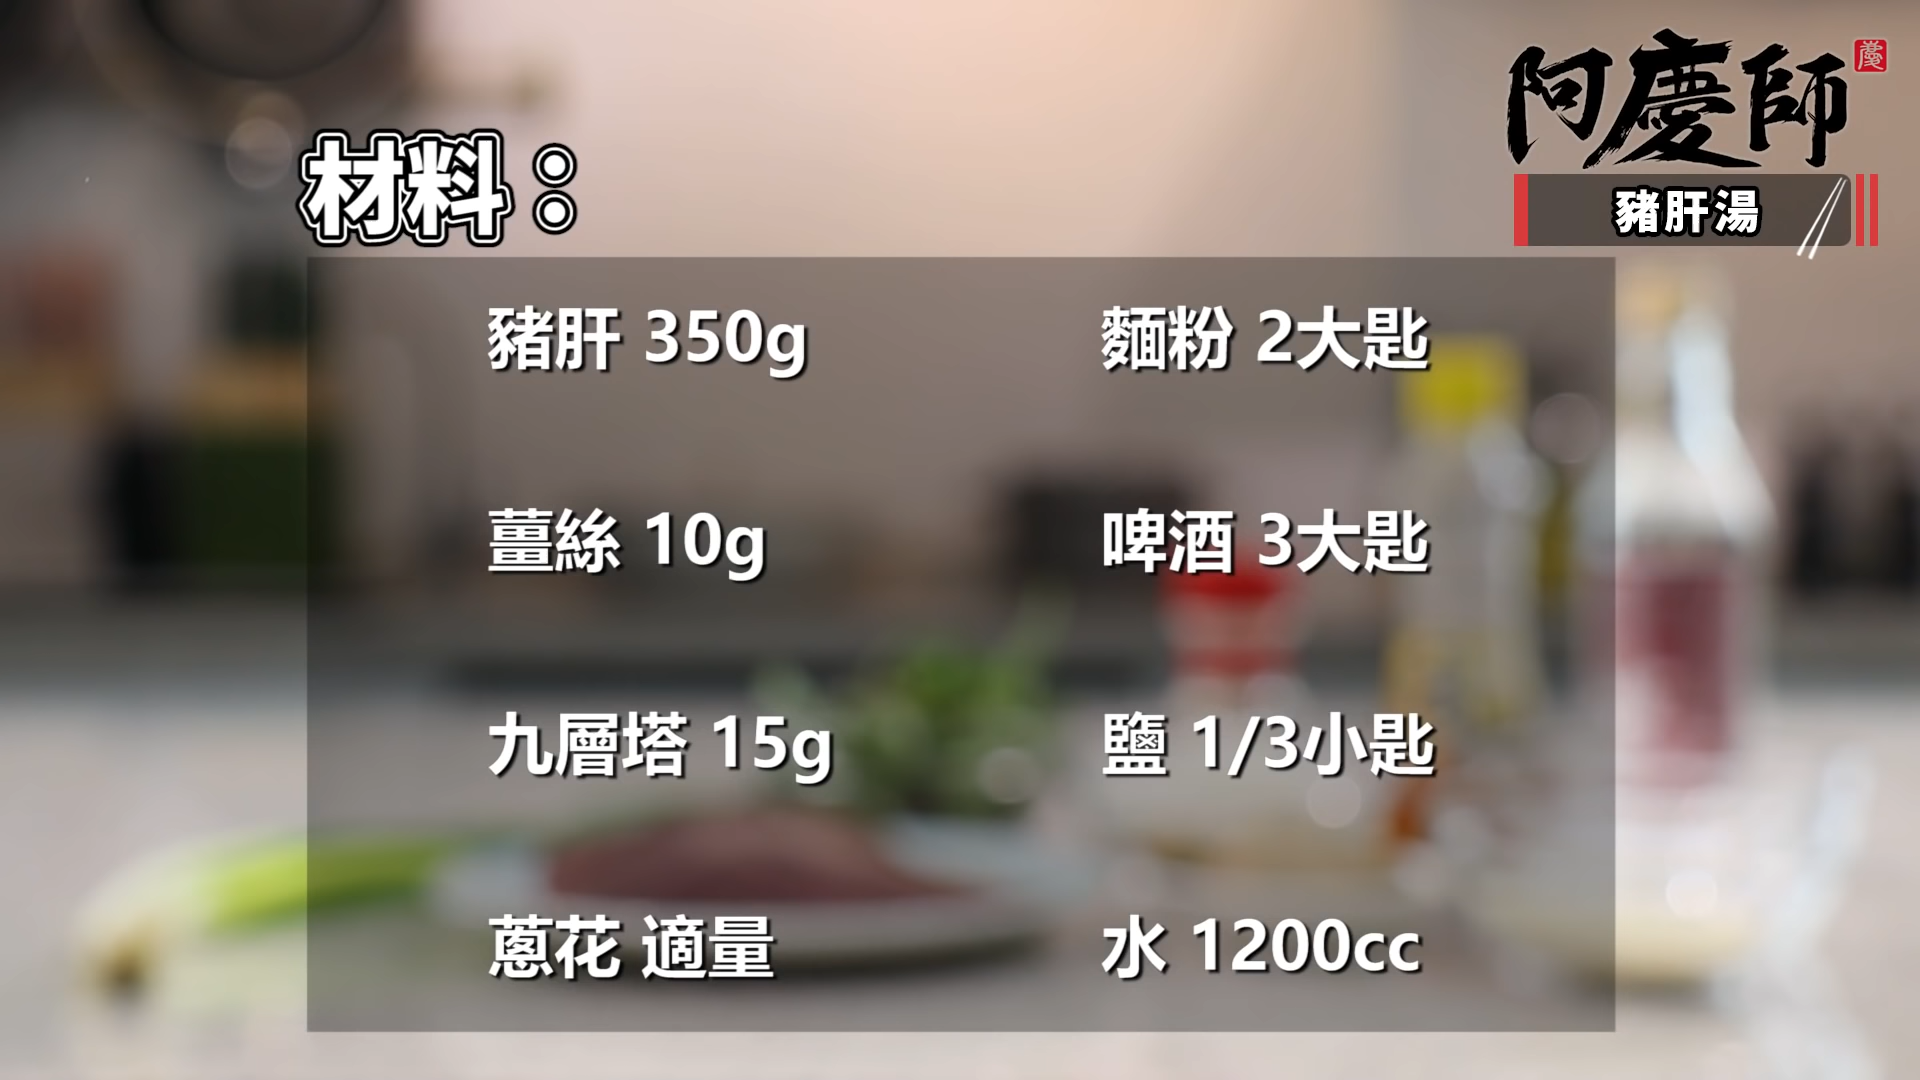 阿慶師
慶
豬肝湯
材料：
豬肝 350g
麵粉 2大匙
薑絲 10g
啤酒 3大匙
九層塔 15g
鹽 1/3小匙
蔥花 適量
水 1200cc